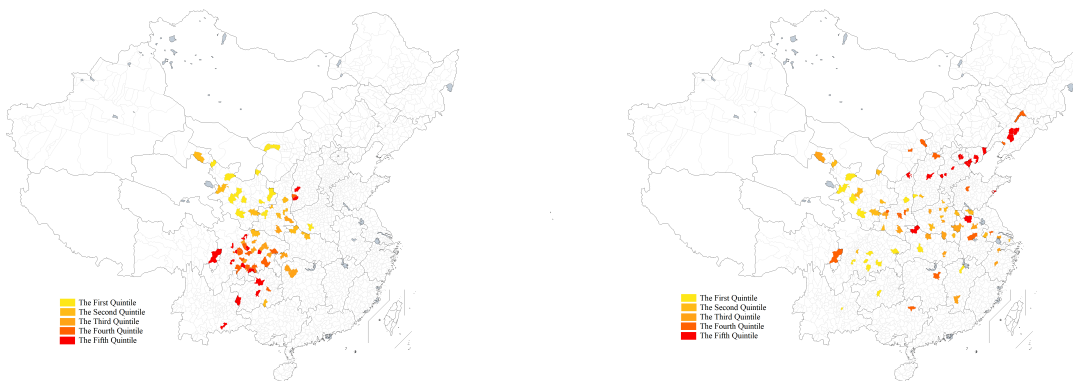 The First Quintile
The Second Quintile
The Third Quintile
The Fourth Quintile
The Fifth Quintile
The First Quintile
The Second Quintile
The Third Quintile
The Fourth Quintile
The Fifth Quintile